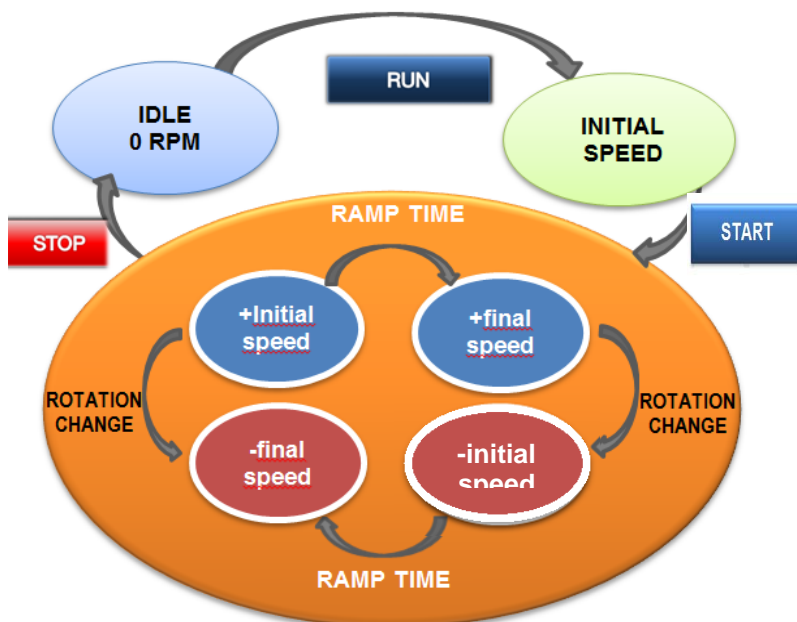 RUN
IDLE
0 RPM
INITIAL
SPEED
STOP
RAMP TIME
START
+Initial
speed
+final
speed
ROTATION
CHANGE
ROTATION
CHANGE
-final
speed
-initial
speed
RAMP TIME